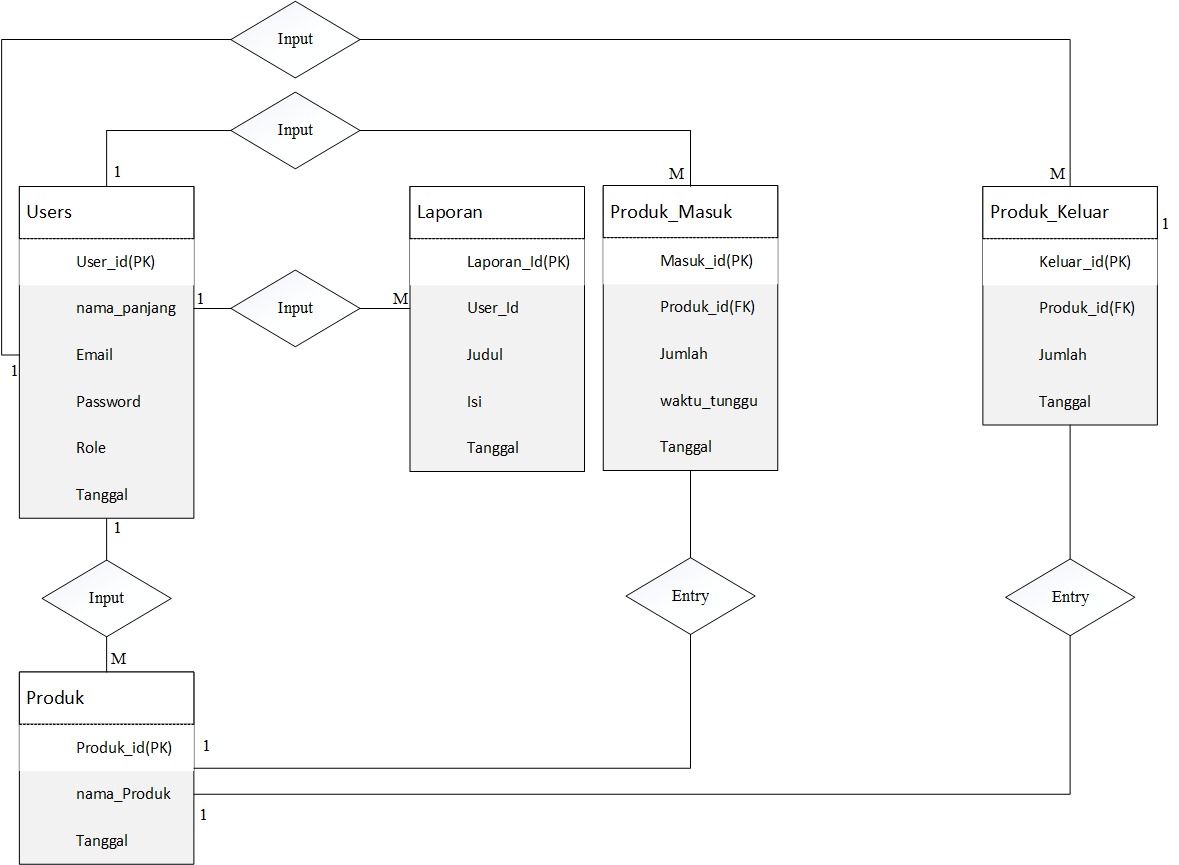 Input
Input
1
M
M
Users
User_id(PK)
nama_panjang
Email
Password
Role
Tanggal
1
1
Input
M
Laporan
Laporan_Id(PK)
User_Id
Judul
Isi
Tanggal
Produk_Masuk
Masuk_id(PK)
Produk_id(FK)
Jumlah
waktu_tunggu
Tanggal
Produk_Keluar
1
Keluar_id(PK)
Produk_id(FK)
Jumlah
Tanggal
1
Input
M
Entry
Entry
Produk
Produk_id(PK)
1
nama_Produk
1
Tanggal